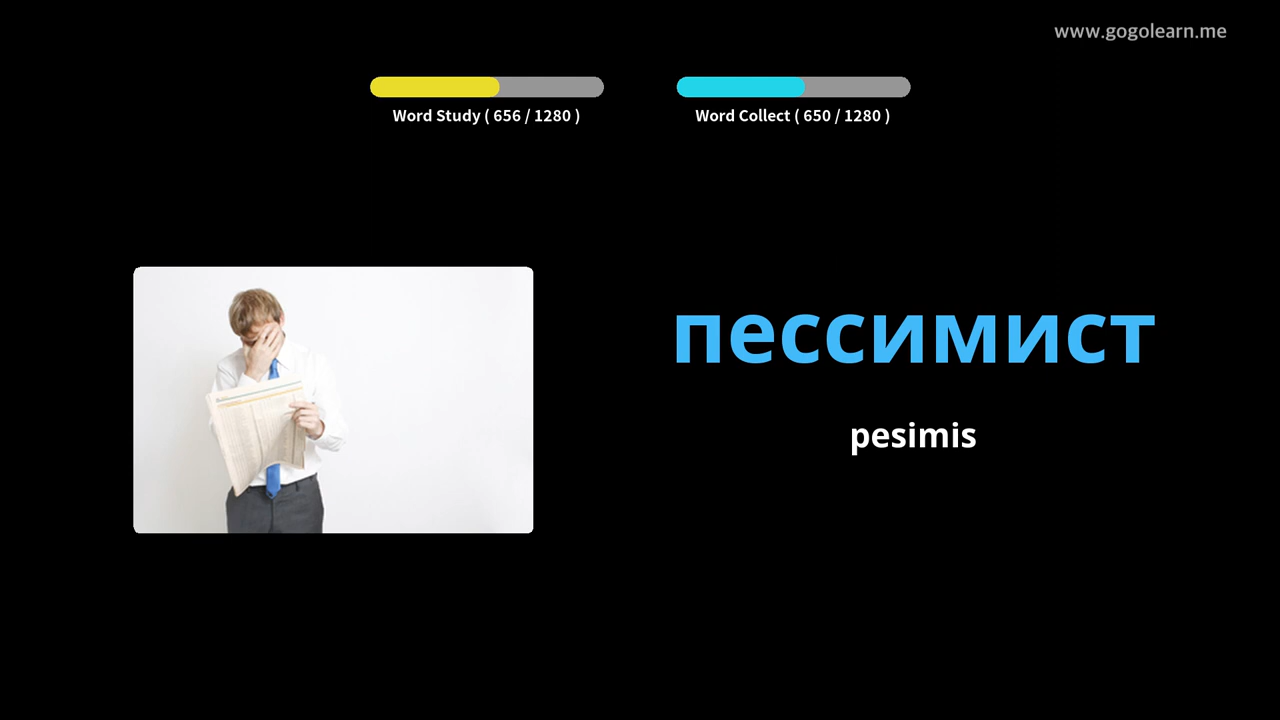 www.gogolearn.me
Word Study ( 656 / 1280 )
Word Collect ( 650 / 1280 )
пессимист
pesimis